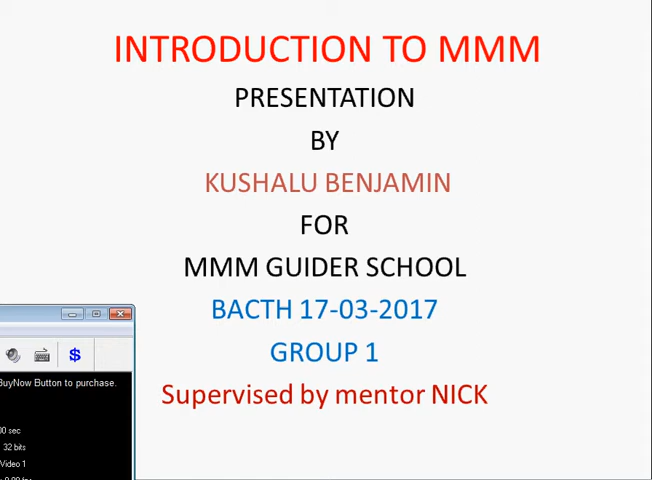 INTRODUCTION TO MMM
PRESENTATION
BY
KUSHALU BENJAMIN
FOR
MMM GUIDER SCHOOL
BACTH 17-03-2017
GROUP 1
Supervised by mentor NICK
$
BuyNow Button to purchase.
00 sec
32 bits
Video 1